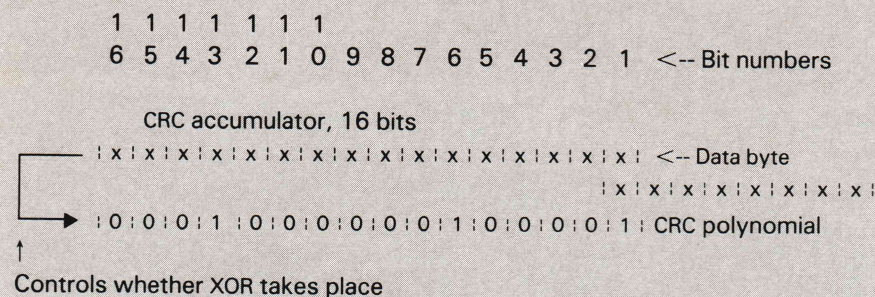 1 1 1 1 1 1 1
6 5 4 3 2 1 0 9 8 7 6 5 4 3 2 1 <-- Bit numbers
CRC accumulator, 16 bits
¦ x ¦ x ¦ x ¦ x ¦ x ¦ x ¦ x ¦ x ¦ x ¦ x ¦ x ¦ x ¦ x ¦ x ¦ x ¦ x ¦ <-- Data byte
¦ x ¦ x ¦ x ¦ x ¦ x ¦ x ¦ x ¦ x ¦
¦ 0 ¦ 0 ¦ 0 ¦ 1 ¦ 0 ¦ 0 ¦ 0 ¦ 0 ¦ 0 ¦ 0 ¦ 1 ¦ 0 ¦ 0 ¦ 0 ¦ 0 ¦ 1 ¦ CRC polynomial
Controls whether XOR takes place